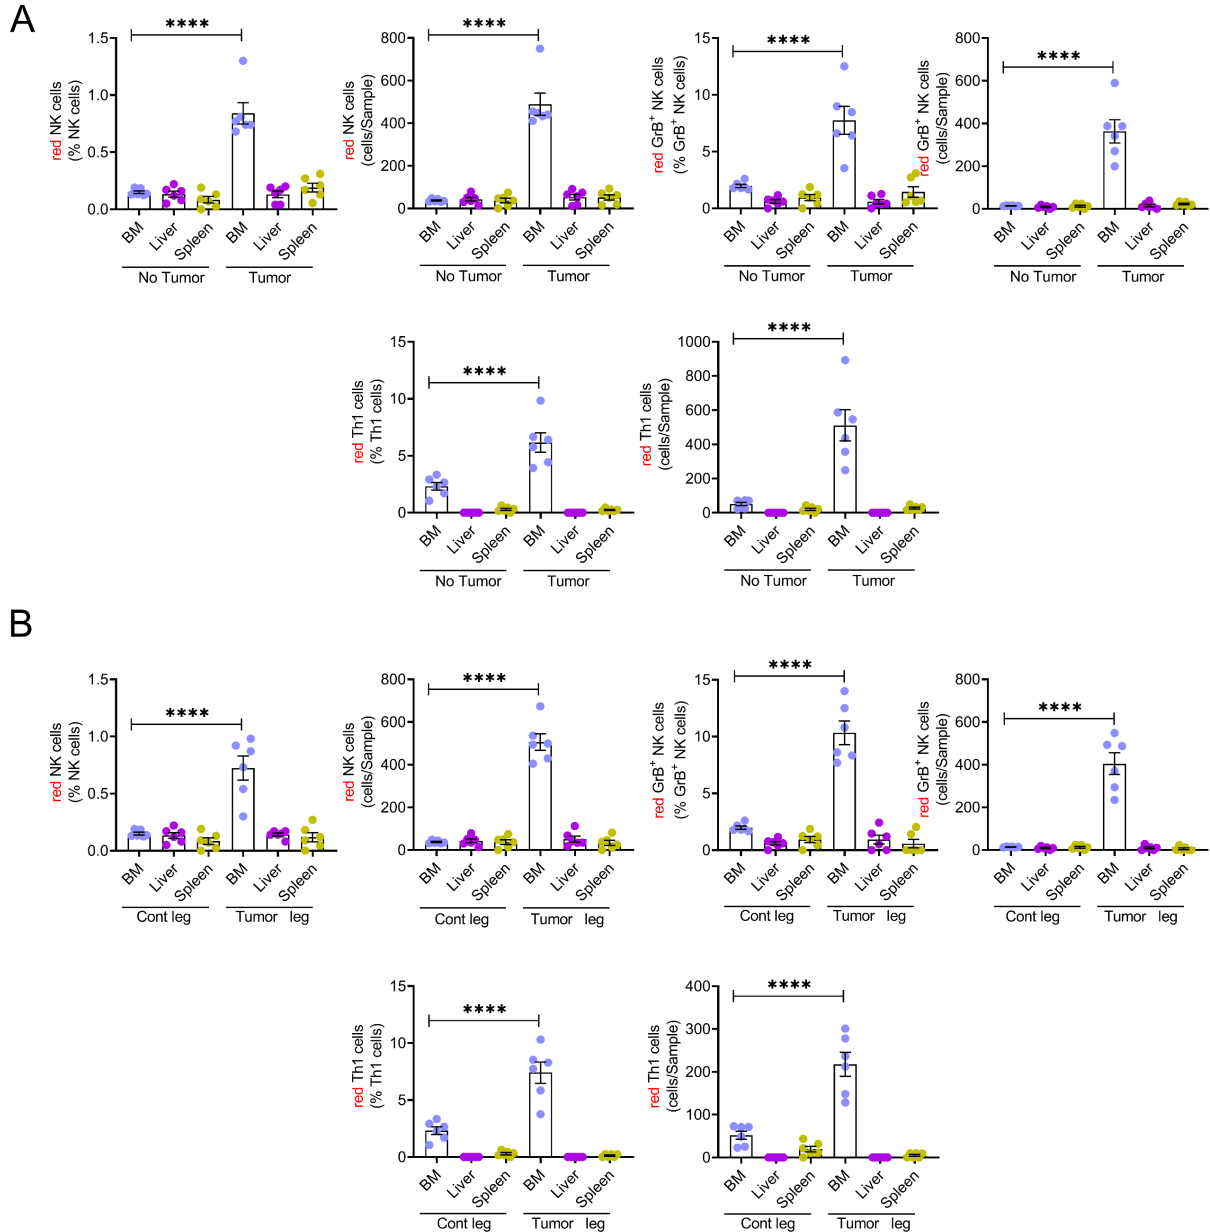 A
****
1.5
1.0
0.5
0.0
red NK cells
(% NK cells)
BM
Liver
Spleen
BM
Liver
Spleen
No Tumor
Tumor
****
800
600
400
200
0
red NK cells
(cells/Sample)
BM
Liver
Spleen
BM
Liver
Spleen
No Tumor
Tumor
****
15
10
5
0
red GrB+ NK cells
(% GrB+ NK cells)
BM
Liver
Spleen
BM
Liver
Spleen
No Tumor
Tumor
****
800
600
400
200
0
red GrB+ NK cells
(cells/Sample)
BM
Liver
Spleen
BM
Liver
Spleen
No Tumor
Tumor
****
15
10
5
0
red Th1 cells
(% Th1 cells)
BM
Liver
Spleen
BM
Liver
Spleen
No Tumor
Tumor
****
1000
800
600
400
200
0
red Th1 cells
(cells/Sample)
BM
Liver
Spleen
BM
Liver
Spleen
No Tumor
Tumor
B
****
1.5
1.0
0.5
0.0
red NK cells
(% NK cells)
BM
Liver
Spleen
BM
Liver
Spleen
Cont leg
Tumor leg
****
800
600
400
200
0
red NK cells
(cells/Sample)
BM
Liver
Spleen
BM
Liver
Spleen
Cont leg
Tumor leg
****
15
10
5
0
red GrB+ NK cells
(% GrB+ NK cells)
BM
Liver
Spleen
BM
Liver
Spleen
Cont leg
Tumor leg
****
800
600
400
200
0
red GrB+ NK cells
(cells/Sample)
BM
Liver
Spleen
BM
Liver
Spleen
Cont leg
Tumor leg
****
15
10
5
0
red Th1 cells
(% Th1 cells)
BM
Liver
Spleen
BM
Liver
Spleen
Cont leg
Tumor leg
****
400
300
200
100
0
red Th1 cells
(cells/Sample)
BM
Liver
Spleen
BM
Liver
Spleen
Cont leg
Tumor leg